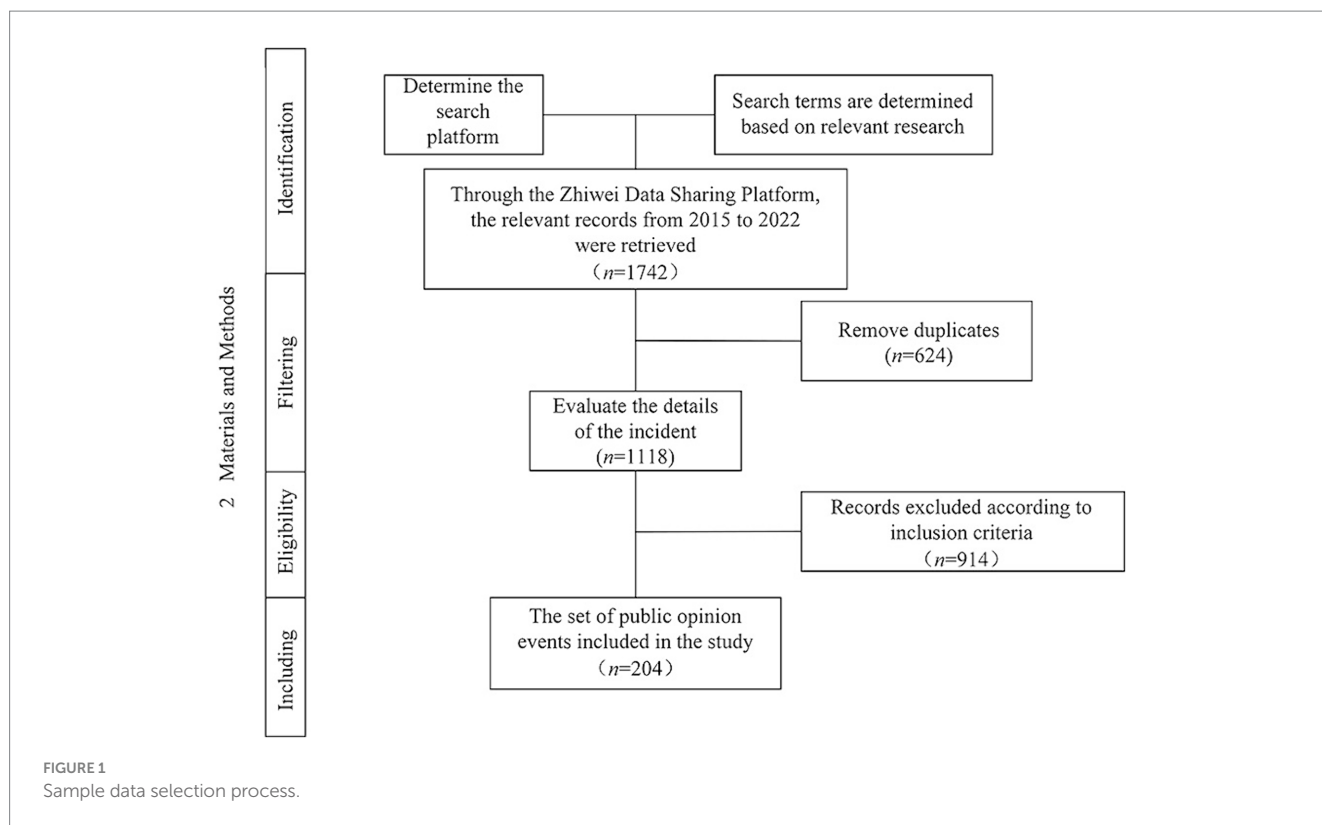 2 Materials and Methods
Identification
Determine the
search
platform
Search terms are determined
based on relevant research
Through the Zhiwei Data Sharing Platform,
the relevant records from 2015 to 2022
were retrieved
（n=1742）
Filtering
Remove duplicates
(n=624)
Evaluate the details
of the incident
(n=1118)
Eligibility
Records excluded according to
inclusion criteria
（n=914）
Including
The set of public opinion
events included in the study
（n=204）
FIGURE 1
Sample data selection process.